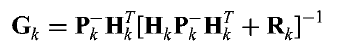 G_k = P_k^- H_k^T [H_k P_k^- H_k^T + R_k]^{-1}